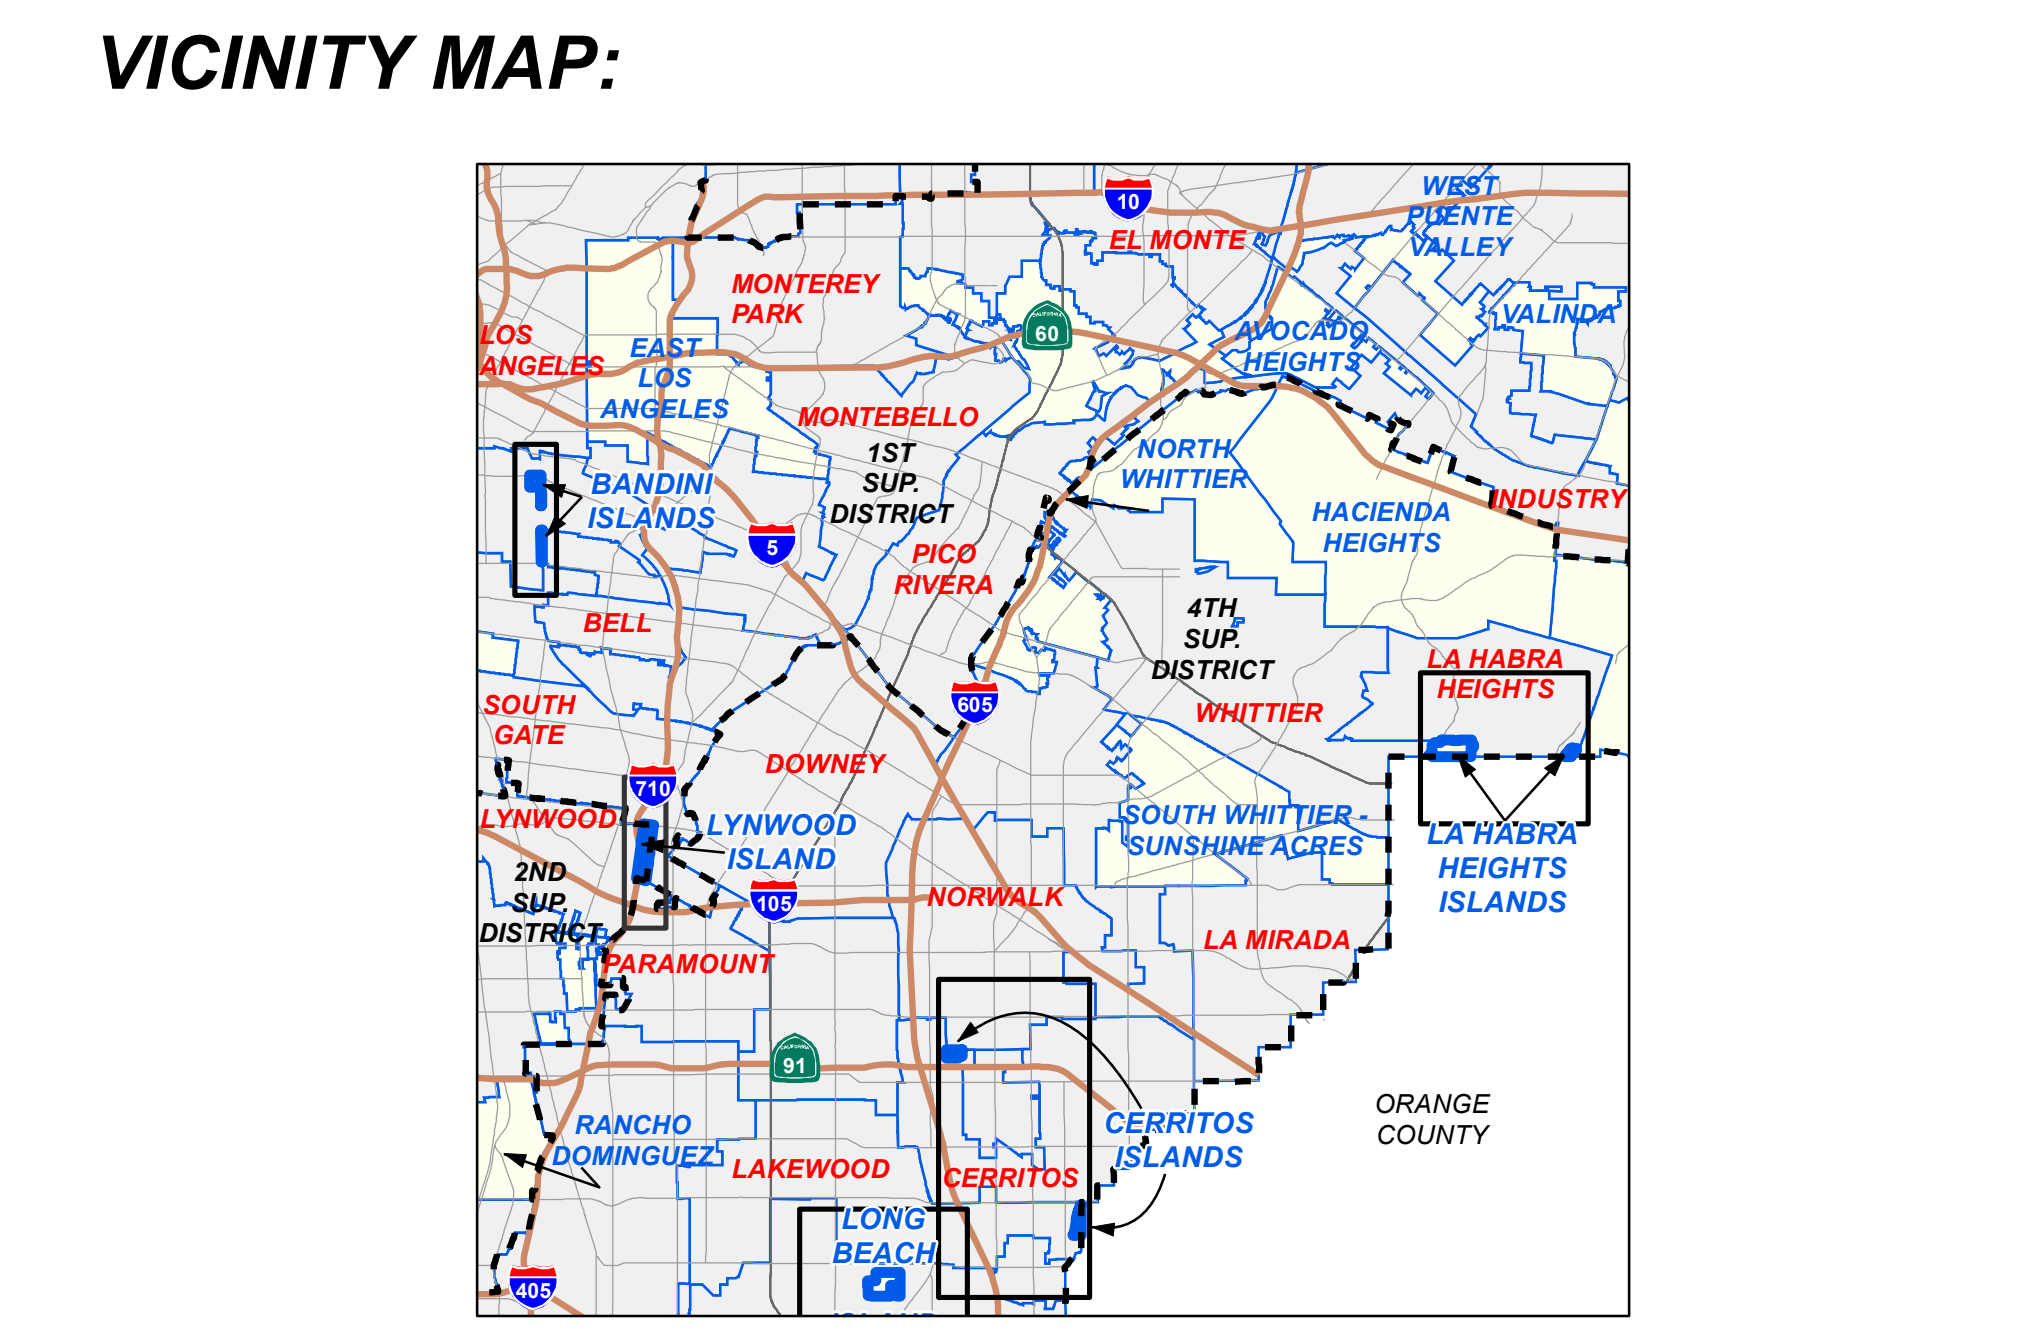 VICINITY MAP:
10
WEST
PUENTE
VALLEY
EL MONTE
MONTEREY
PARK
VALINDA
CALIFORNIA
60
LOS
ANGELES
AVOCADO
HEIGHTS
EAST
LOS
ANGELES
MONTEBELLO
1ST
SUP.
DISTRICT
NORTH
WHITTIER
BANDINI
ISLANDS
INDUSTRY
HACIENDA
HEIGHTS
5
PICO
RIVERA
BELL
4TH
SUP.
DISTRICT
LA HABRA
HEIGHTS
605
SOUTH
GATE
WHITTIER
DOWNEY
710
LYNWOOD
LYNWOOD
ISLAND
SOUTH WHITTIER -
SUNSHINE ACRES
LA HABRA
HEIGHTS
ISLANDS
2ND
SUP.
DISTRICT
105
NORWALK
LA MIRADA
PARAMOUNT
CALIFORNIA
91
ORANGE
COUNTY
RANCHO
DOMINGUEZ
CERRITOS
ISLANDS
LAKEWOOD
CERRITOS
LONG
BEACH
405